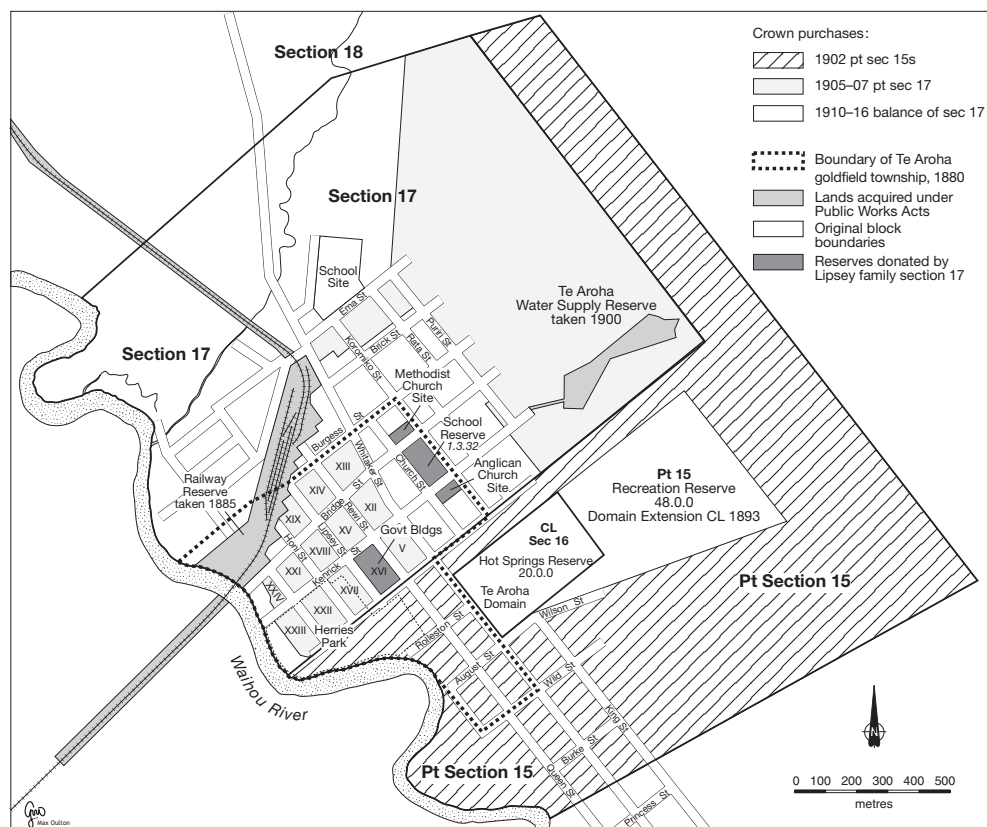 Section 18
Crown purchases:
1902 pt sec 15s
1905–07 pt sec 17
1910–16 balance of sec 17
Boundary of Te Aroha
goldfield township, 1880
Lands acquired under
Public Works Acts
Original block
boundaries
Reserves donated by
Lipsey family section 17
Section 17
School
Site
Te Aroha
Water Supply Reserve
taken 1900
Ema St
Puriri St
Rata St
Brick St
Koromiko St
Section 17
Methodist
Church
Site
School
Reserve
1.3.32
Anglican
Church
Site
Burgess St
Whitaker St
Church St
Railway
Reserve
taken 1885
XIII
XIV
XII
Bridge St
Rewi St
XIX
XV
Govt Bldgs
Lipsey St
XVIII
V
Honi St
XXI
Kenrick St
XVI
XXIV
XVII
XXII
XXIII
Herries
Park
Pt 15
Recreation Reserve
48.0.0
Domain Extension CL 1893
CL
Sec 16
Hot Springs Reserve
20.0.0
Te Aroha
Domain
Pt Section 15
Wilson St
Rolleston St
August St
Wild St
King St
Waihou River
Burke St
Queen St
Princess St
Pt Section 15
0 100 200 300 400 500
metres
Max Oulton